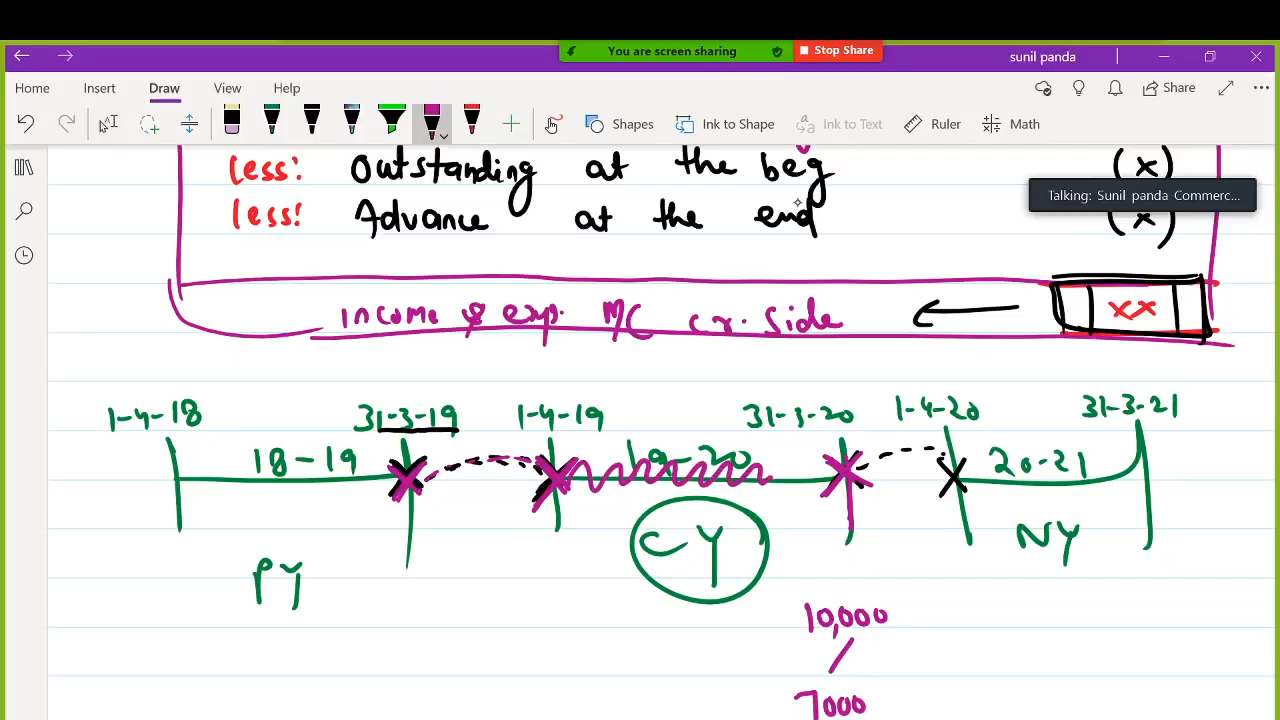 You are screen sharing Stop Share
sunil panda
Home Insert Draw View Help Share
Shapes Ink to Shape Ink to Text Ruler Math
less: Outstanding at the beg (x)
Talking: Sunil panda Commerc...
less! Advance at the end (x)
income & exp. A/C cr. side xx
1-4-18 31-3-19 1-4-19 31-3-20 1-4-20 31-3-21
18-19 19-20 20-21
PY CY NY
10,000
7000